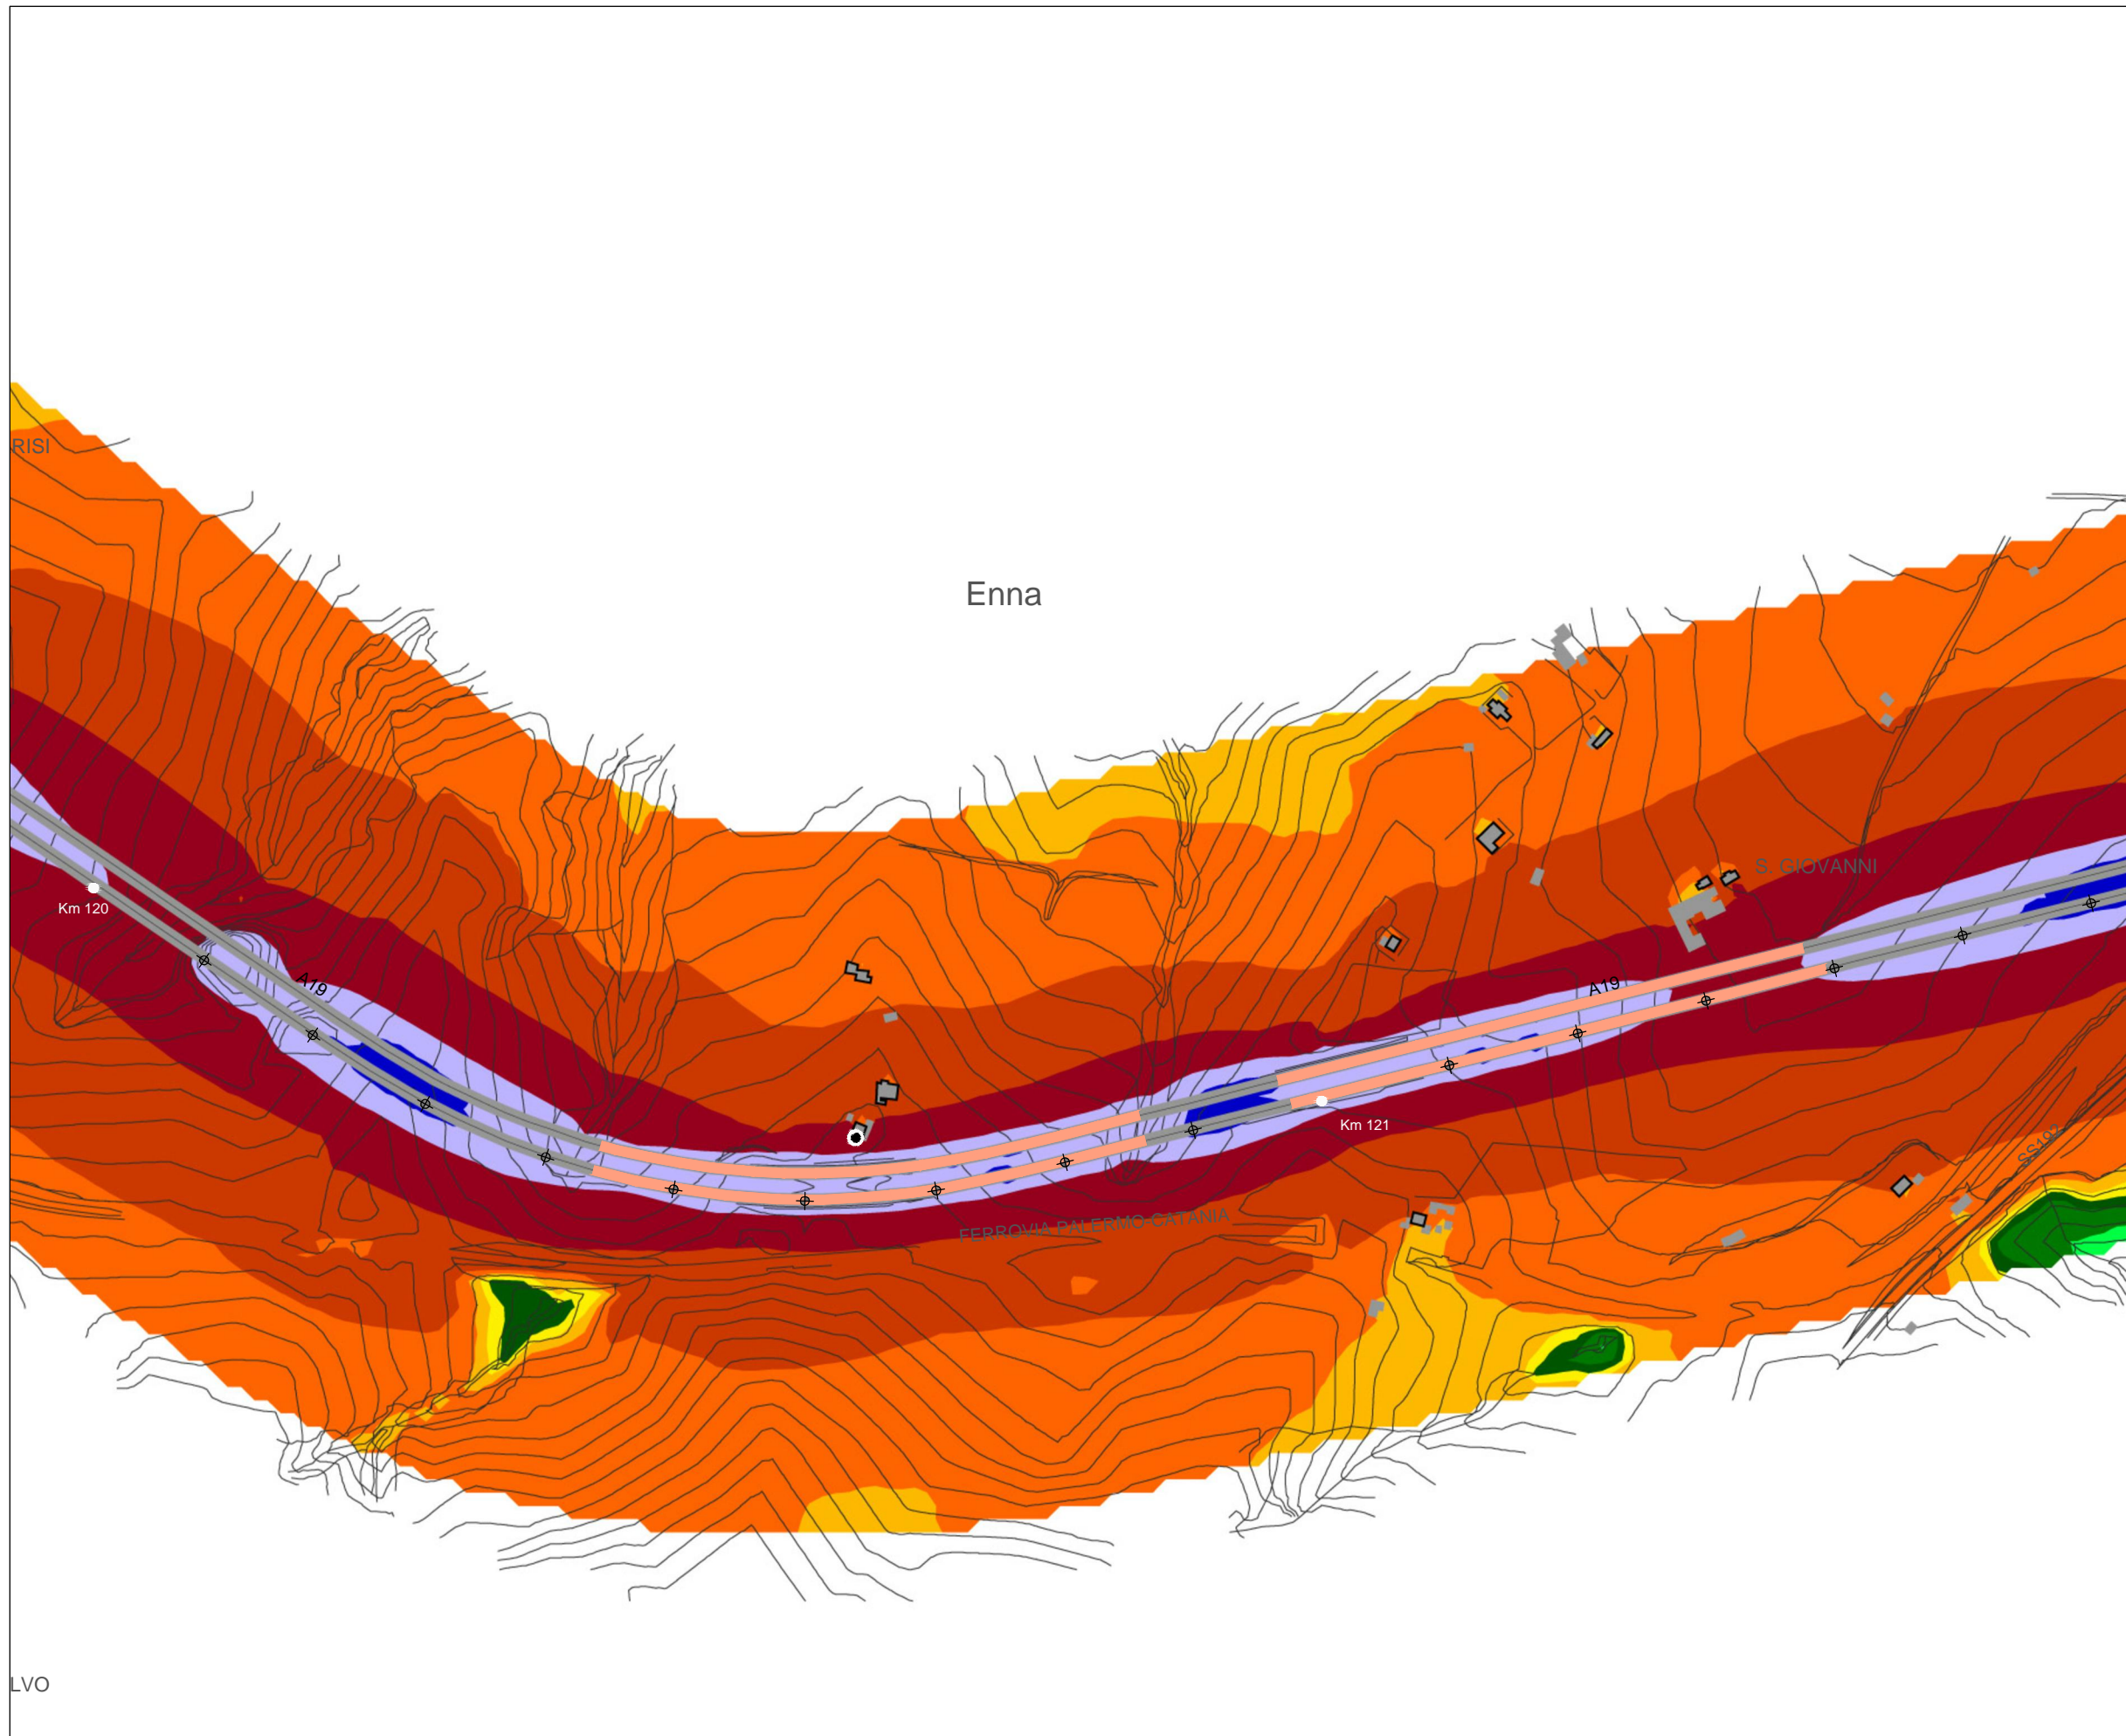 RISI
Enna
S. GIOVANNI
Km 120
A19
A19
Km 121
SS192
FERROVIA PALERMO-CATANIA
LVO